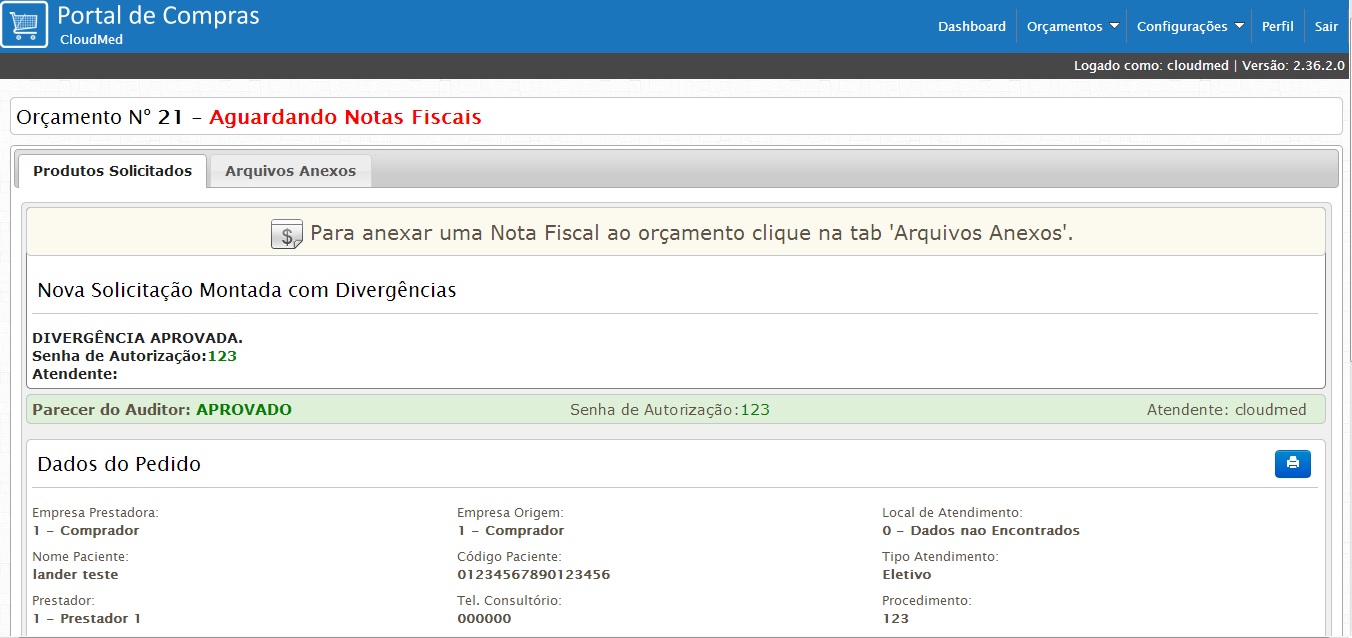 Portal de Compras
CloudMed
Dashboard Orçamentos Configurações Perfil Sair
Logado como: cloudmed | Versão: 2.36.2.0
Orçamento Nº 21 - Aguardando Notas Fiscais
Produtos Solicitados Arquivos Anexos
$ Para anexar uma Nota Fiscal ao orçamento clique na tab 'Arquivos Anexos'.
Nova Solicitação Montada com Divergências
DIVERGÊNCIA APROVADA.
Senha de Autorização:123
Atendente:
Parecer do Auditor: APROVADO Senha de Autorização:123 Atendente: cloudmed
Dados do Pedido
Empresa Prestadora: Empresa Origem: Local de Atendimento:
1 - Comprador 1 - Comprador 0 - Dados nao Encontrados
Nome Paciente: Código Paciente: Tipo Atendimento:
lander teste 01234567890123456 Eletivo
Prestador: Tel. Consultório: Procedimento:
1 - Prestador 1 000000 123